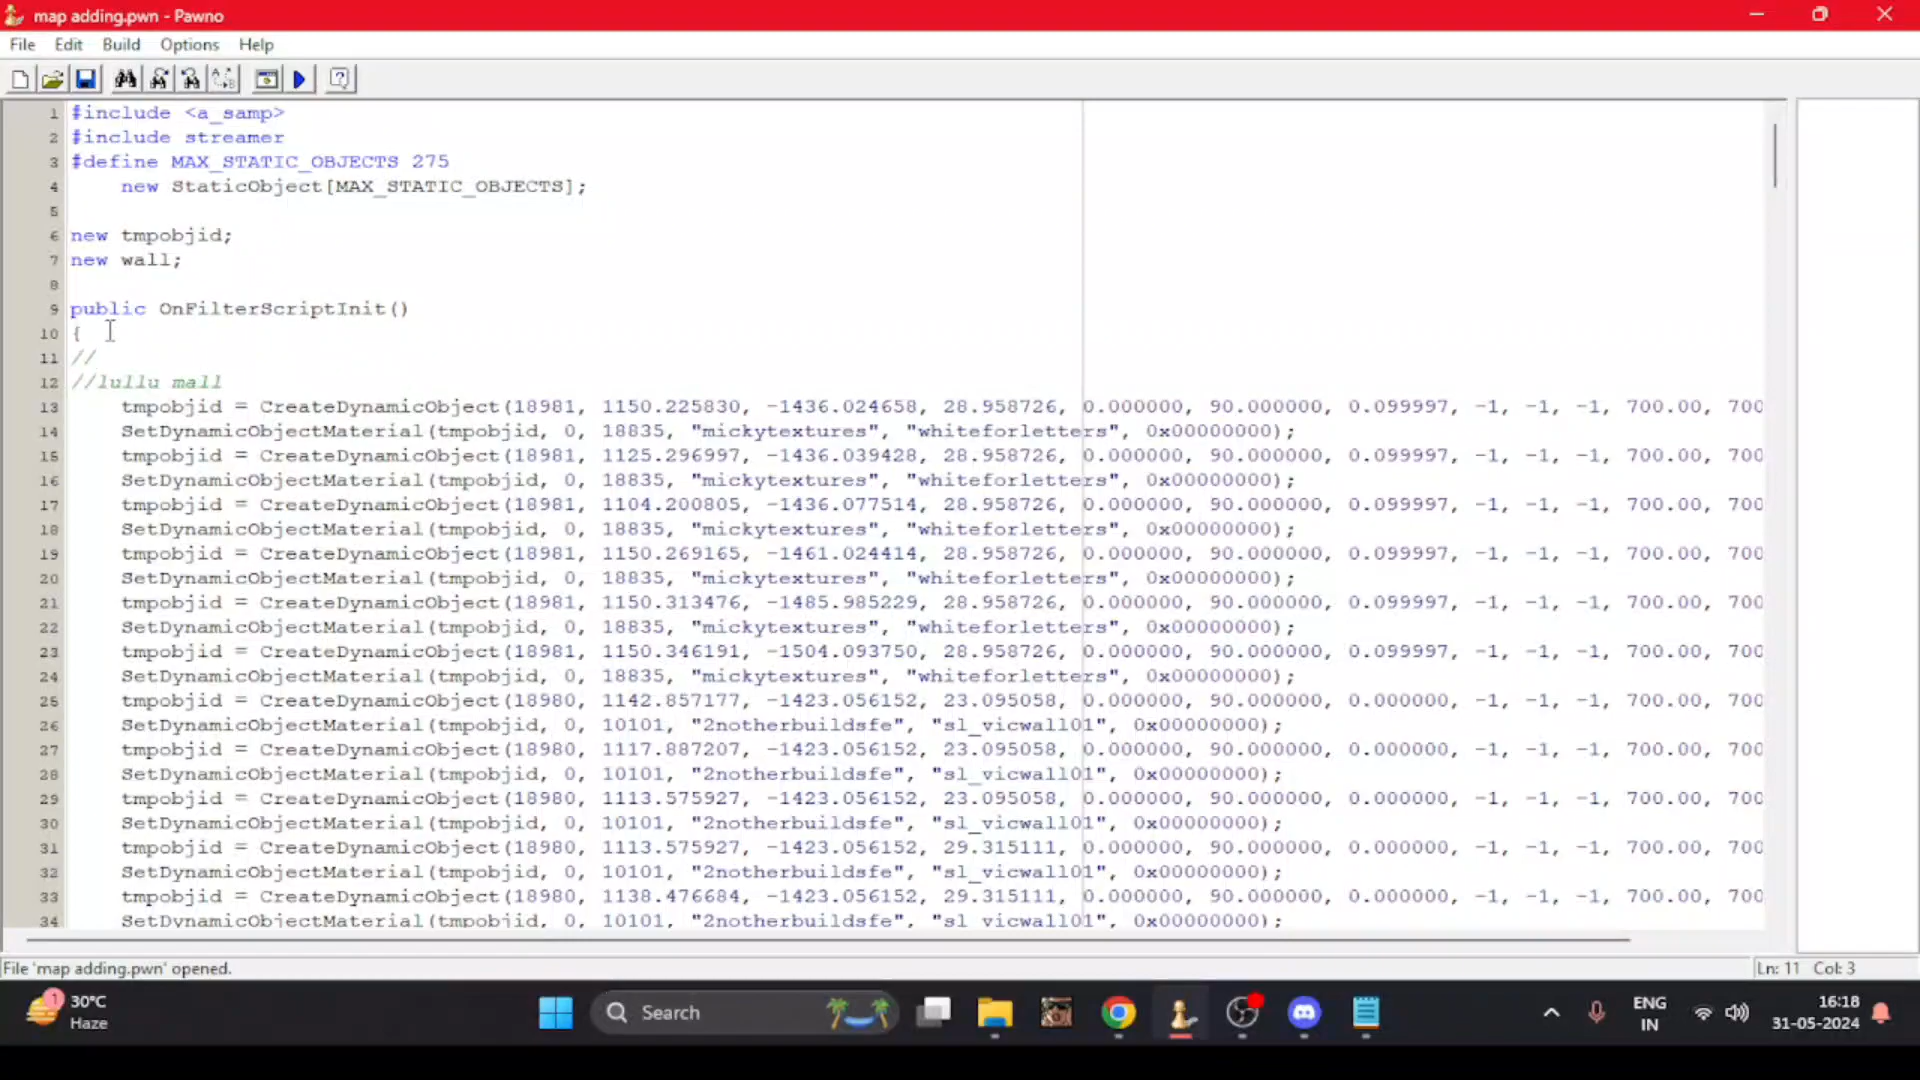 map adding.pwn - Pawno
File Edit Build Options Help
1 #include <a_samp>
2 #include streamer
3 #define MAX_STATIC_OBJECTS 275
4 new StaticObject[MAX_STATIC_OBJECTS];
5
6 new tmpobjid;
7 new wall;
8
9 public OnFilterScriptInit()
10 {
11 //
12 //lullu mall
13 tmpobjid = CreateDynamicObject(18981, 1150.225830, -1436.024658, 28.958726, 0.000000, 90.000000, 0.099997, -1, -1, -1, 700.00, 700
14 SetDynamicObjectMaterial(tmpobjid, 0, 18835, "mickytextures", "whiteforletters", 0x00000000);
15 tmpobjid = CreateDynamicObject(18981, 1125.296997, -1436.039428, 28.958726, 0.000000, 90.000000, 0.099997, -1, -1, -1, 700.00, 700
16 SetDynamicObjectMaterial(tmpobjid, 0, 18835, "mickytextures", "whiteforletters", 0x00000000);
17 tmpobjid = CreateDynamicObject(18981, 1104.200805, -1436.077514, 28.958726, 0.000000, 90.000000, 0.099997, -1, -1, -1, 700.00, 700
18 SetDynamicObjectMaterial(tmpobjid, 0, 18835, "mickytextures", "whiteforletters", 0x00000000);
19 tmpobjid = CreateDynamicObject(18981, 1150.269165, -1461.024414, 28.958726, 0.000000, 90.000000, 0.099997, -1, -1, -1, 700.00, 700
20 SetDynamicObjectMaterial(tmpobjid, 0, 18835, "mickytextures", "whiteforletters", 0x00000000);
21 tmpobjid = CreateDynamicObject(18981, 1150.313476, -1485.985229, 28.958726, 0.000000, 90.000000, 0.099997, -1, -1, -1, 700.00, 700
22 SetDynamicObjectMaterial(tmpobjid, 0, 18835, "mickytextures", "whiteforletters", 0x00000000);
23 tmpobjid = CreateDynamicObject(18981, 1150.346191, -1504.093750, 28.958726, 0.000000, 90.000000, 0.099997, -1, -1, -1, 700.00, 700
24 SetDynamicObjectMaterial(tmpobjid, 0, 18835, "mickytextures", "whiteforletters", 0x00000000);
25 tmpobjid = CreateDynamicObject(18980, 1142.857177, -1423.056152, 23.095058, 0.000000, 90.000000, 0.000000, -1, -1, -1, 700.00, 700
26 SetDynamicObjectMaterial(tmpobjid, 0, 10101, "2notherbuildsfe", "sl_vicwall01", 0x00000000);
27 tmpobjid = CreateDynamicObject(18980, 1117.887207, -1423.056152, 23.095058, 0.000000, 90.000000, 0.000000, -1, -1, -1, 700.00, 700
28 SetDynamicObjectMaterial(tmpobjid, 0, 10101, "2notherbuildsfe", "sl_vicwall01", 0x00000000);
29 tmpobjid = CreateDynamicObject(18980, 1113.575927, -1423.056152, 23.095058, 0.000000, 90.000000, 0.000000, -1, -1, -1, 700.00, 700
30 SetDynamicObjectMaterial(tmpobjid, 0, 10101, "2notherbuildsfe", "sl_vicwall01", 0x00000000);
31 tmpobjid = CreateDynamicObject(18980, 1113.575927, -1423.056152, 29.315111, 0.000000, 90.000000, 0.000000, -1, -1, -1, 700.00, 700
32 SetDynamicObjectMaterial(tmpobjid, 0, 10101, "2notherbuildsfe", "sl_vicwall01", 0x00000000);
33 tmpobjid = CreateDynamicObject(18980, 1138.476684, -1423.056152, 29.315111, 0.000000, 90.000000, 0.000000, -1, -1, -1, 700.00, 700
34 SetDynamicObjectMaterial(tmpobjid, 0, 10101, "2notherbuildsfe", "sl_vicwall01", 0x00000000);
File 'map adding.pwn' opened. Ln: 11 Col: 3
1 30°C Search ENG 16:18
Haze IN 31-05-2024